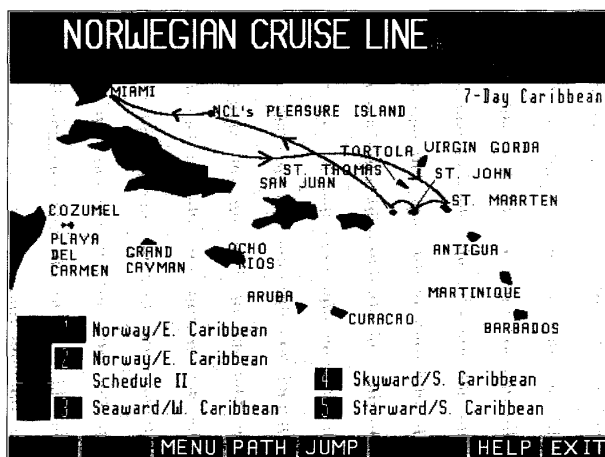 NORWEGIAN CRUISE LINE
MIAMI
7-Day Caribbean
NCL's PLEASURE ISLAND
TORTOLA
VIRGIN GORDA
ST. THOMAS
ST. JOHN
SAN JUAN
ST. MAARTEN
COZUMEL
PLAYA
DEL
CARMEN
GRAND
CAYMAN
OCHO
RIOS
ANTIGUA
MARTINIQUE
ARUBA
CURACAO
BARBADOS
1 Norway/E. Caribbean
2 Norway/E. Caribbean
Schedule II
3 Seaward/W. Caribbean
4 Skyward/S. Caribbean
5 Starward/S. Caribbean
MENU PATH JUMP HELP EXIT